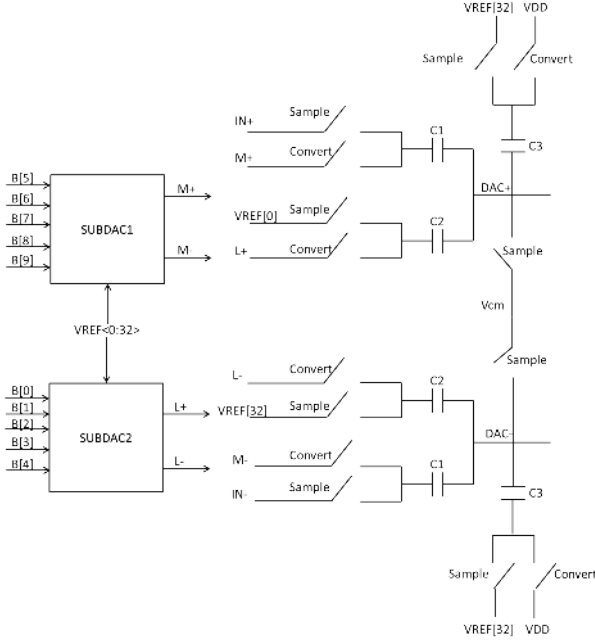 VREF[32] VDD
Sample Convert
IN+ Sample
C1
M+ Convert
C3
B[5]
B[6]
B[7]
B[8]
B[9]
SUBDAC1
M+
M-
DAC+
VREF[0] Sample
C2
L+ Convert
Sample
Vcm
VREF<0:32>
Sample
L- Convert
C2
B[0]
B[1]
B[2]
B[3]
B[4]
SUBDAC2
L+
L-
VREF[32] Sample
DAC-
M- Convert
C1
IN- Sample
C3
Sample Convert
VREF[32] VDD